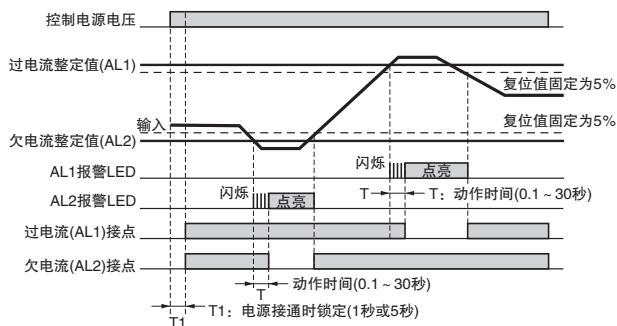 控制电源电压
过电流整定值(AL1)
复位值固定为5%
输入
复位值固定为5%
欠电流整定值(AL2)
闪烁
AL1报警LED
点亮
闪烁
T
T：动作时间(0.1～30秒)
AL2报警LED
点亮
过电流(AL1)接点
欠电流(AL2)接点
动作时间(0.1～30秒)
T
T1：电源接通时锁定(1秒或5秒)
T1